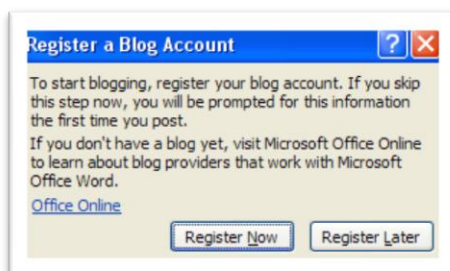 Register a Blog Account
To start blogging, register your blog account. If you skip
this step now, you will be prompted for this information
the first time you post.
If you don't have a blog yet, visit Microsoft Office Online
to learn about blog providers that work with Microsoft
Office Word.
Office Online
Register Now Register Later